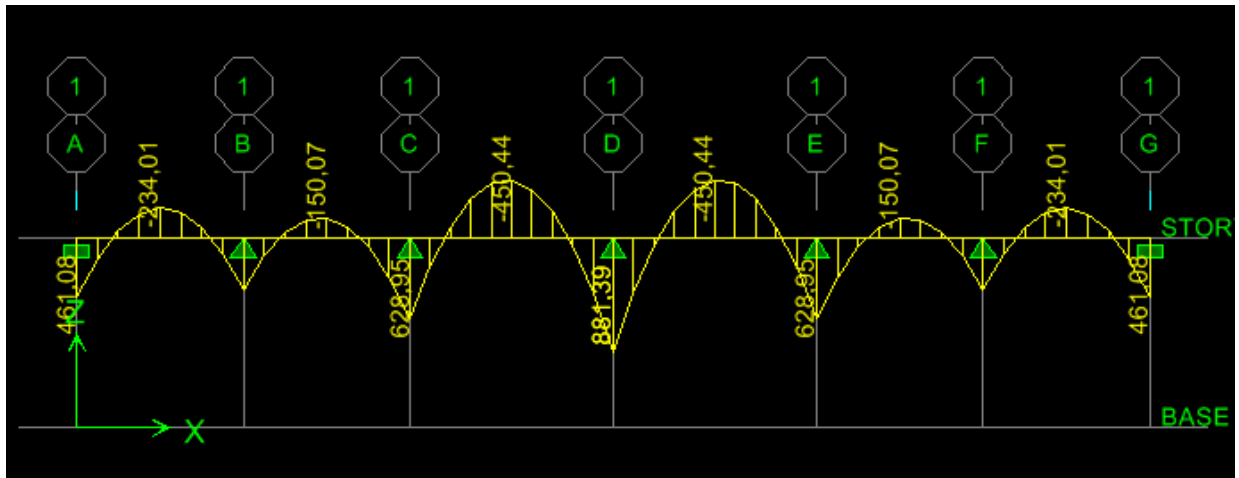 1 1 1 1 1 1 1
A B C D E F G
-234,01 -150,07 -450,44 -450,44 -150,07 -234,01
STORY
461,08 628,95 881,39 628,95 461,08
Z
X
BASE